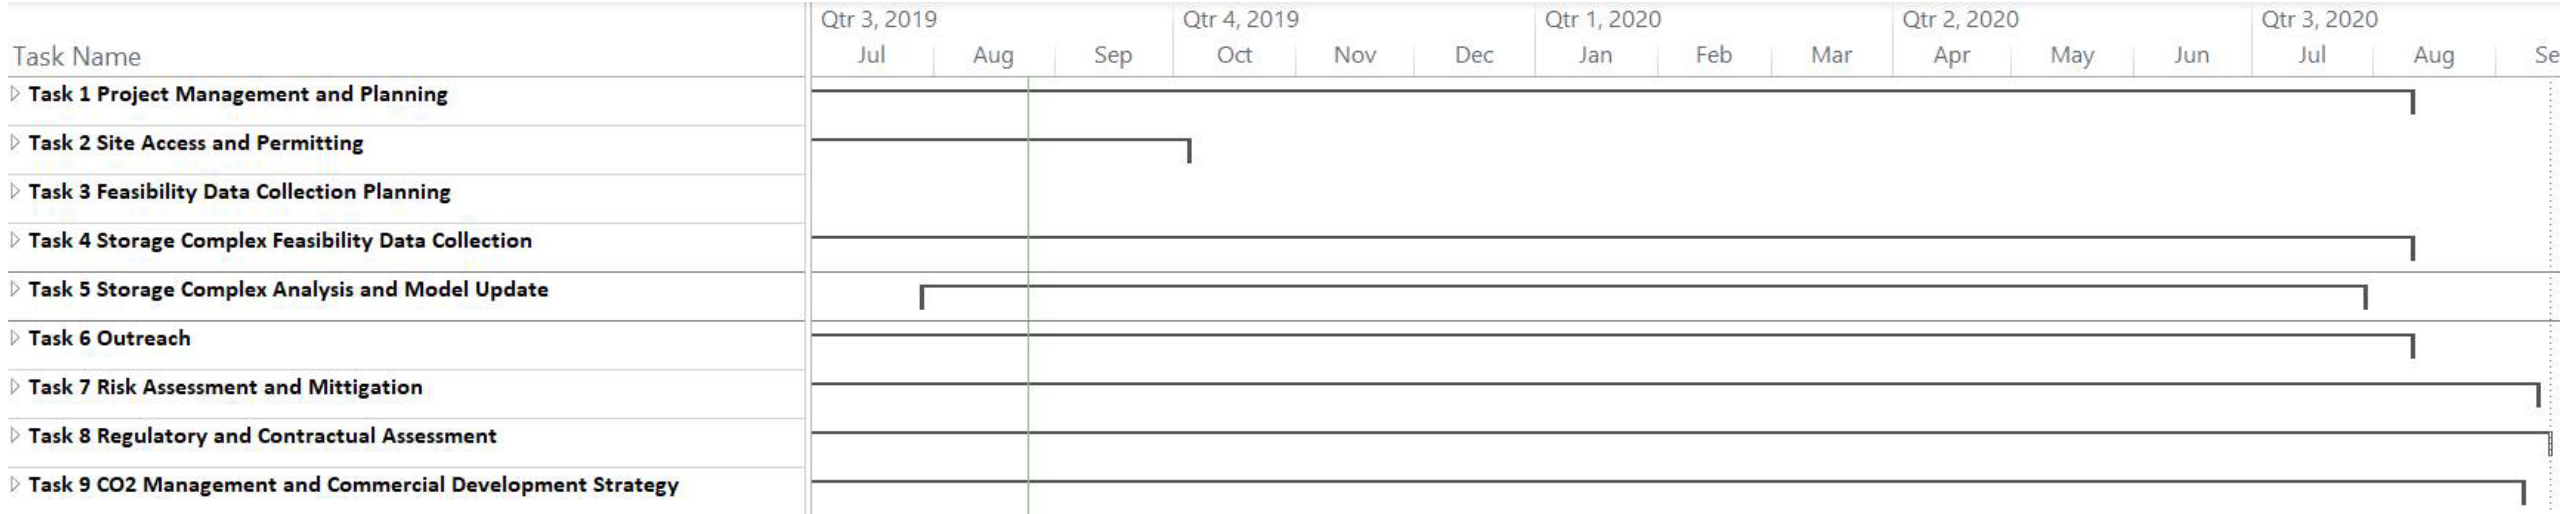 Qtr 3, 2019 Qtr 4, 2019 Qtr 1, 2020 Qtr 2, 2020 Qtr 3, 2020
Task Name Jul Aug Sep Oct Nov Dec Jan Feb Mar Apr May Jun Jul Aug Se
Task 1 Project Management and Planning
Task 2 Site Access and Permitting
Task 3 Feasibility Data Collection Planning
Task 4 Storage Complex Feasibility Data Collection
Task 5 Storage Complex Analysis and Model Update
Task 6 Outreach
Task 7 Risk Assessment and Mittigation
Task 8 Regulatory and Contractual Assessment
Task 9 CO2 Management and Commercial Development Strategy